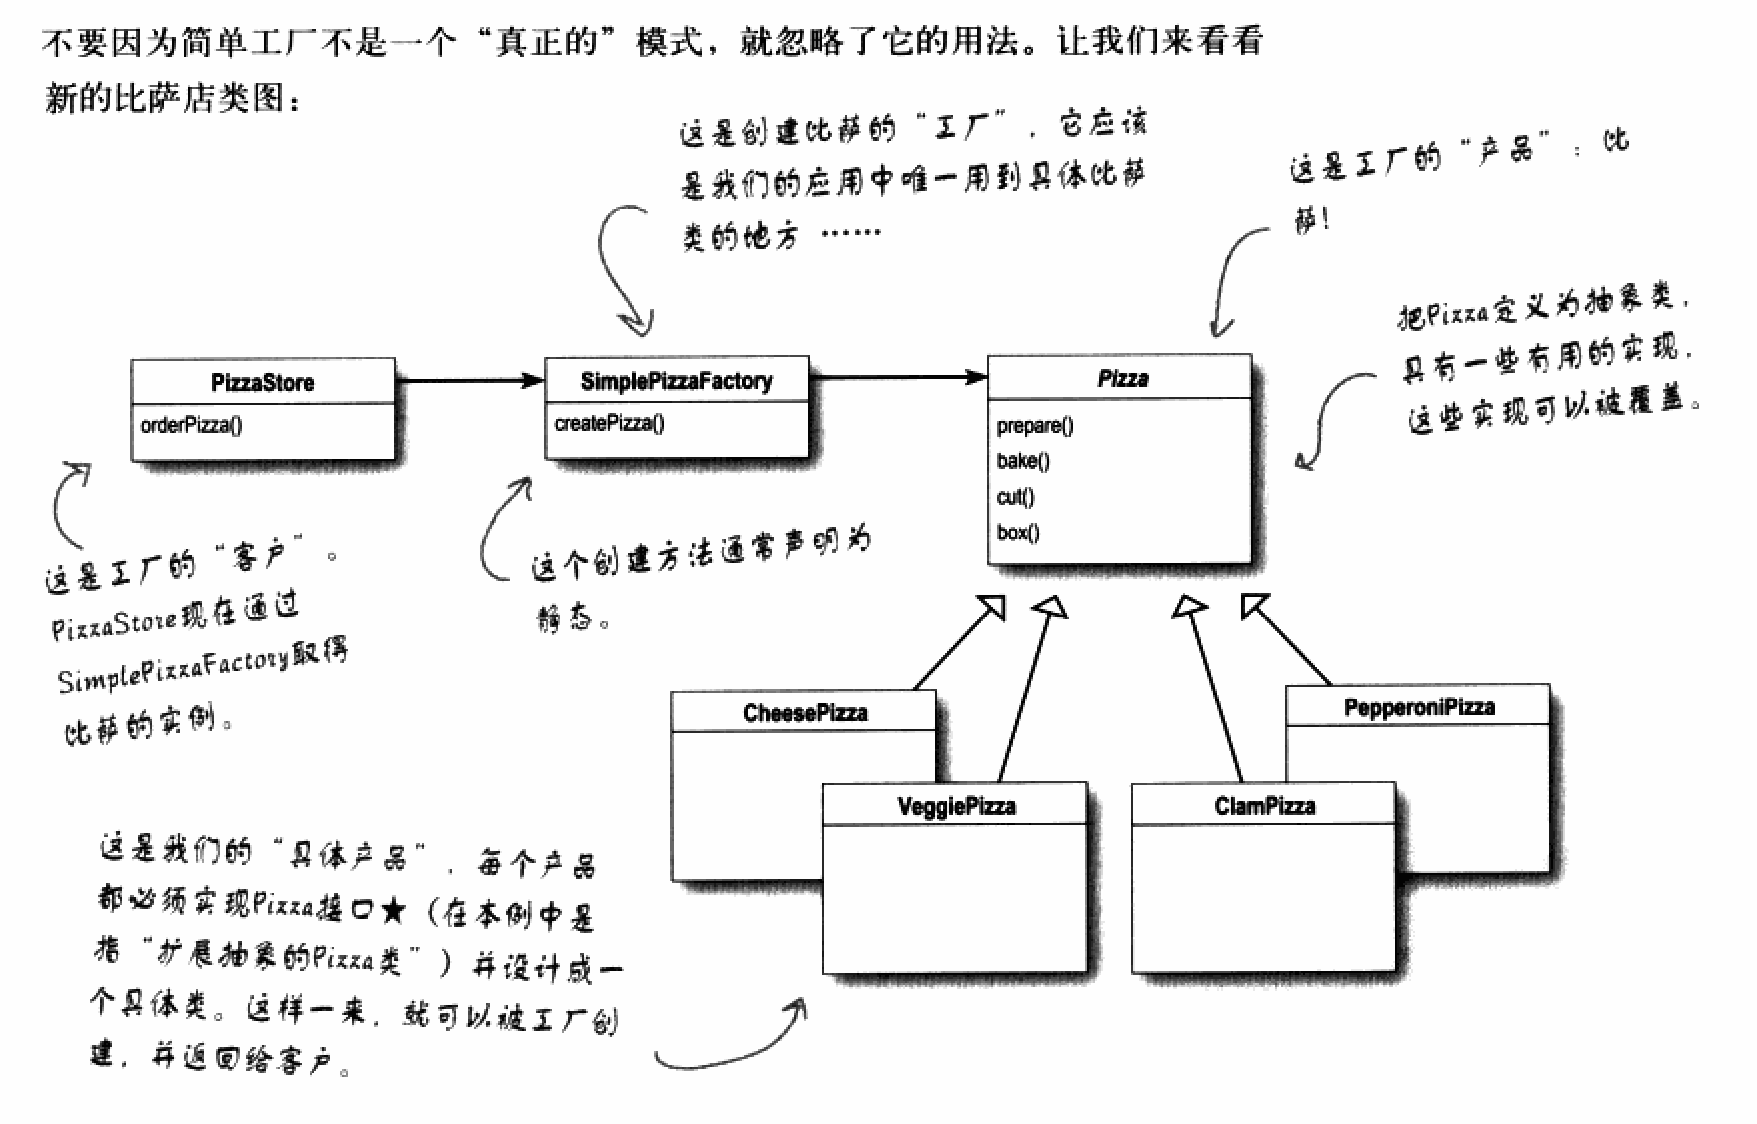 不要因为简单工厂不是一个“真正的”模式，就忽略了它的用法。让我们来看看
新的比萨店类图：
这是创建比萨的“工厂”，它应该
是我们的应用中唯一用到具体比萨
类的地方……
这是工厂的“产品”：比
萨！
把Pizza定义为抽象类，
具有一些有用的实现，
这些实现可以被覆盖。
PizzaStore
orderPizza()
SimplePizzaFactory
createPizza()
Pizza
prepare()
bake()
cut()
box()
这是工厂的“客户”。
PizzaStore现在通过
SimplePizzaFactory取得
比萨的实例。
这个创建方法通常声明为
静态。
CheesePizza
VeggiePizza
ClamPizza
PepperoniPizza
这是我们的“具体产品”，每个产品
都必须实现Pizza接口★（在本例中是
指“扩展抽象的Pizza类”）并设计成一
个具体类。这样一来，就可以被工厂创
建，并返回给客户。